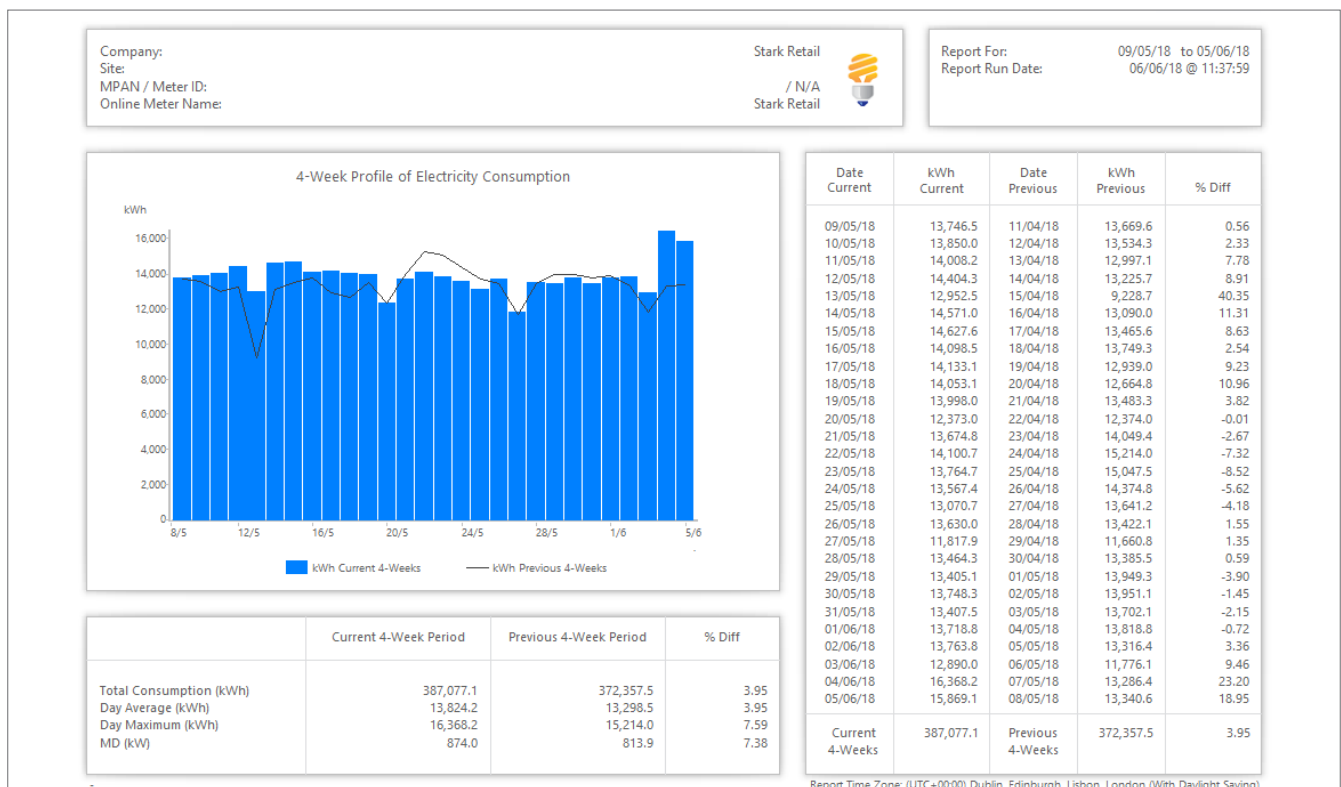 Company: Stark Retail
Site:
MPAN / Meter ID: / N/A
Online Meter Name: Stark Retail
Report For: 09/05/18 to 05/06/18
Report Run Date: 06/06/18 @ 11:37:59
4-Week Profile of Electricity Consumption
kWh
16,000
14,000
12,000
10,000
8,000
6,000
4,000
2,000
0
8/5 12/5 16/5 20/5 24/5 28/5 1/6 5/6
kWh Current 4-Weeks kWh Previous 4-Weeks
Current 4-Week Period Previous 4-Week Period % Diff
Total Consumption (kWh) 387,077.1 372,357.5 3.95
Day Average (kWh) 13,824.2 13,298.5 3.95
Day Maximum (kWh) 16,368.2 15,214.0 7.59
MD (kW) 874.0 813.9 7.38
Date kWh Date kWh
Current Current Previous Previous % Diff
09/05/18 13,746.5 11/04/18 13,669.6 0.56
10/05/18 13,850.0 12/04/18 13,534.3 2.33
11/05/18 14,008.2 13/04/18 12,997.1 7.78
12/05/18 14,404.3 14/04/18 13,225.7 8.91
13/05/18 12,952.5 15/04/18 9,228.7 40.35
14/05/18 14,571.0 16/04/18 13,090.0 11.31
15/05/18 14,627.6 17/04/18 13,465.6 8.63
16/05/18 14,098.5 18/04/18 13,749.3 2.54
17/05/18 14,133.1 19/04/18 12,939.0 9.23
18/05/18 14,053.1 20/04/18 12,664.8 10.96
19/05/18 13,998.0 21/04/18 13,483.3 3.82
20/05/18 12,373.0 22/04/18 12,374.0 -0.01
21/05/18 13,674.8 23/04/18 14,049.4 -2.67
22/05/18 14,100.7 24/04/18 15,214.0 -7.32
23/05/18 13,764.7 25/04/18 15,047.5 -8.52
24/05/18 13,567.4 26/04/18 14,374.8 -5.62
25/05/18 13,070.7 27/04/18 13,641.2 -4.18
26/05/18 13,630.0 28/04/18 13,422.1 1.55
27/05/18 11,817.9 29/04/18 11,660.8 1.35
28/05/18 13,464.3 30/04/18 13,385.5 0.59
29/05/18 13,405.1 01/05/18 13,949.3 -3.90
30/05/18 13,748.3 02/05/18 13,951.1 -1.45
31/05/18 13,407.5 03/05/18 13,702.1 -2.15
01/06/18 13,718.8 04/05/18 13,818.8 -0.72
02/06/18 13,763.8 05/05/18 13,316.4 3.36
03/06/18 12,890.0 06/05/18 11,776.1 9.46
04/06/18 16,368.2 07/05/18 13,286.4 23.20
05/06/18 15,869.1 08/05/18 13,340.6 18.95
Current 387,077.1 Previous 372,357.5 3.95
4-Weeks 4-Weeks
Report Time Zone: (UTC+00:00) Dublin, Edinburgh, Lisbon, London (With Daylight Saving)